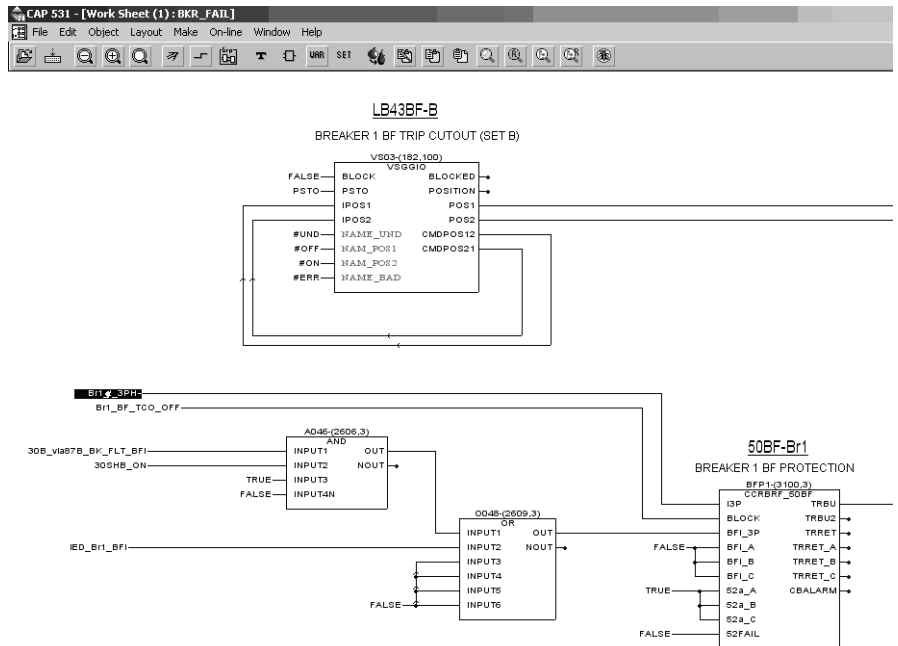 CAP 531 - [Work Sheet (1) : BKR_FAIL]
File Edit Object Layout Make On-line Window Help
T VAR SET
LB43BF-B
BREAKER 1 BF TRIP CUTOUT (SET B)
VS03-(182,100)
VSGGIO
FALSE BLOCK BLOCKED
PSTO PSTO POSITION
IPOS1 POS1
IPOS2 POS2
#UND NAME_UND CMDPOS12
#OFF NAM_POS1 CMDPOS21
#ON NAM_POS2
#ERR NAME_BAD
Br1_BF_TCO_OFF
A046-(2606,3)
AND
30B_via87B_BK_FLT_BFI INPUT1 OUT
30SHB_ON INPUT2 NOUT
TRUE INPUT3
FALSE INPUT4N
O048-(2609,3)
OR
INPUT1 OUT
IED_Br1_BFI INPUT2 NOUT
INPUT3
INPUT4
INPUT5
FALSE INPUT6
50BF-Br1
BREAKER 1 BF PROTECTION
BFP1-(3100,3)
CCRBRF_50BF
I3P TRBU
BLOCK TRBU2
BFI_3P TRRET
FALSE BFI_A TRRET_A
BFI_B TRRET_B
BFI_C TRRET_C
TRUE 52a_A CBALARM
52a_B
52a_C
FALSE 52FAIL